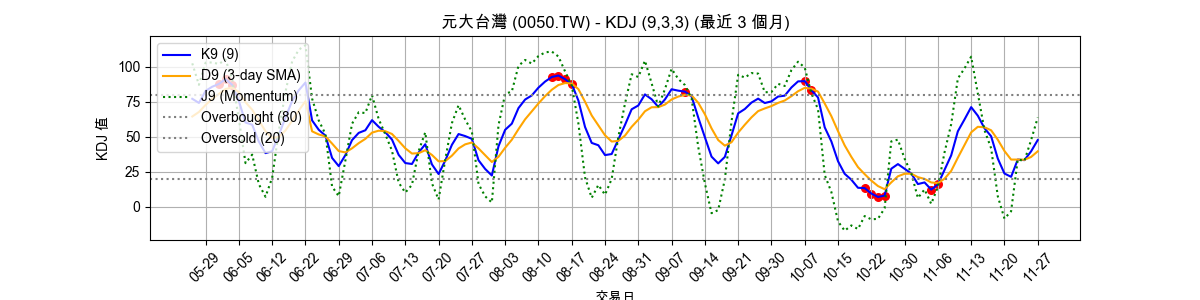 元大台灣 (0050.TW) - KDJ (9,3,3) (最近 3 個月)
K9 (9)
D9 (3-day SMA)
J9 (Momentum)
Overbought (80)
Oversold (20)
KDJ 值
100
75
50
25
0
05-29 06-05 06-12 06-22 06-29 07-06 07-13 07-20 07-27 08-03 08-10 08-17 08-24 08-31 09-07 09-14 09-21 09-30 10-07 10-15 10-22 10-30 11-06 11-13 11-20 11-27
交易日